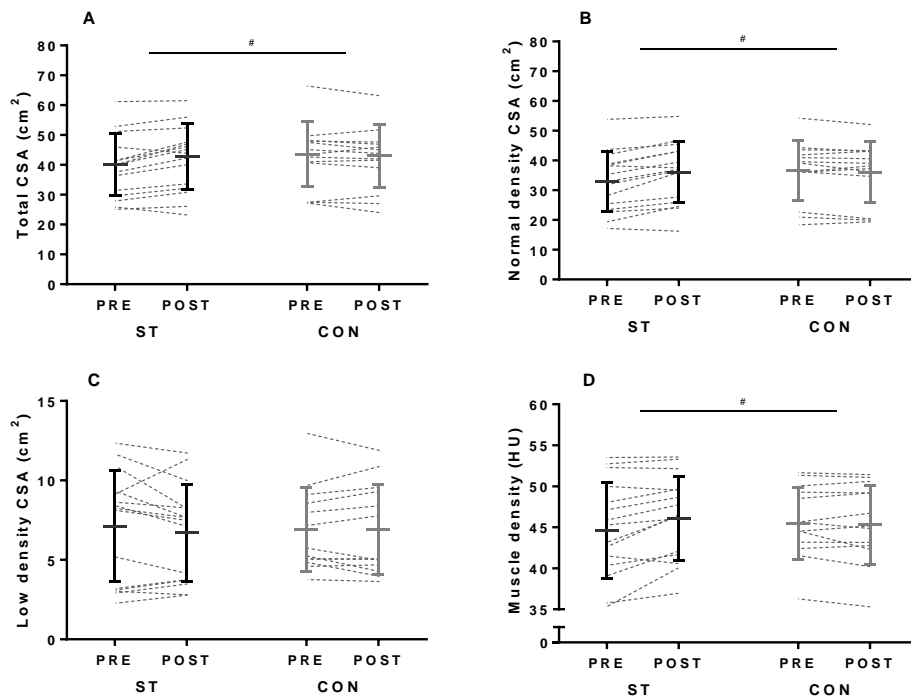 A
#
Total CSA (cm²)
80
70
60
50
40
30
20
10
0
PRE POST PRE POST
ST CON
B
#
Normal density CSA (cm²)
80
70
60
50
40
30
20
10
0
PRE POST PRE POST
ST CON
C
Low density CSA (cm²)
15
10
5
0
PRE POST PRE POST
ST CON
D
#
Muscle density (HU)
60
55
50
45
40
35
0
PRE POST PRE POST
ST CON